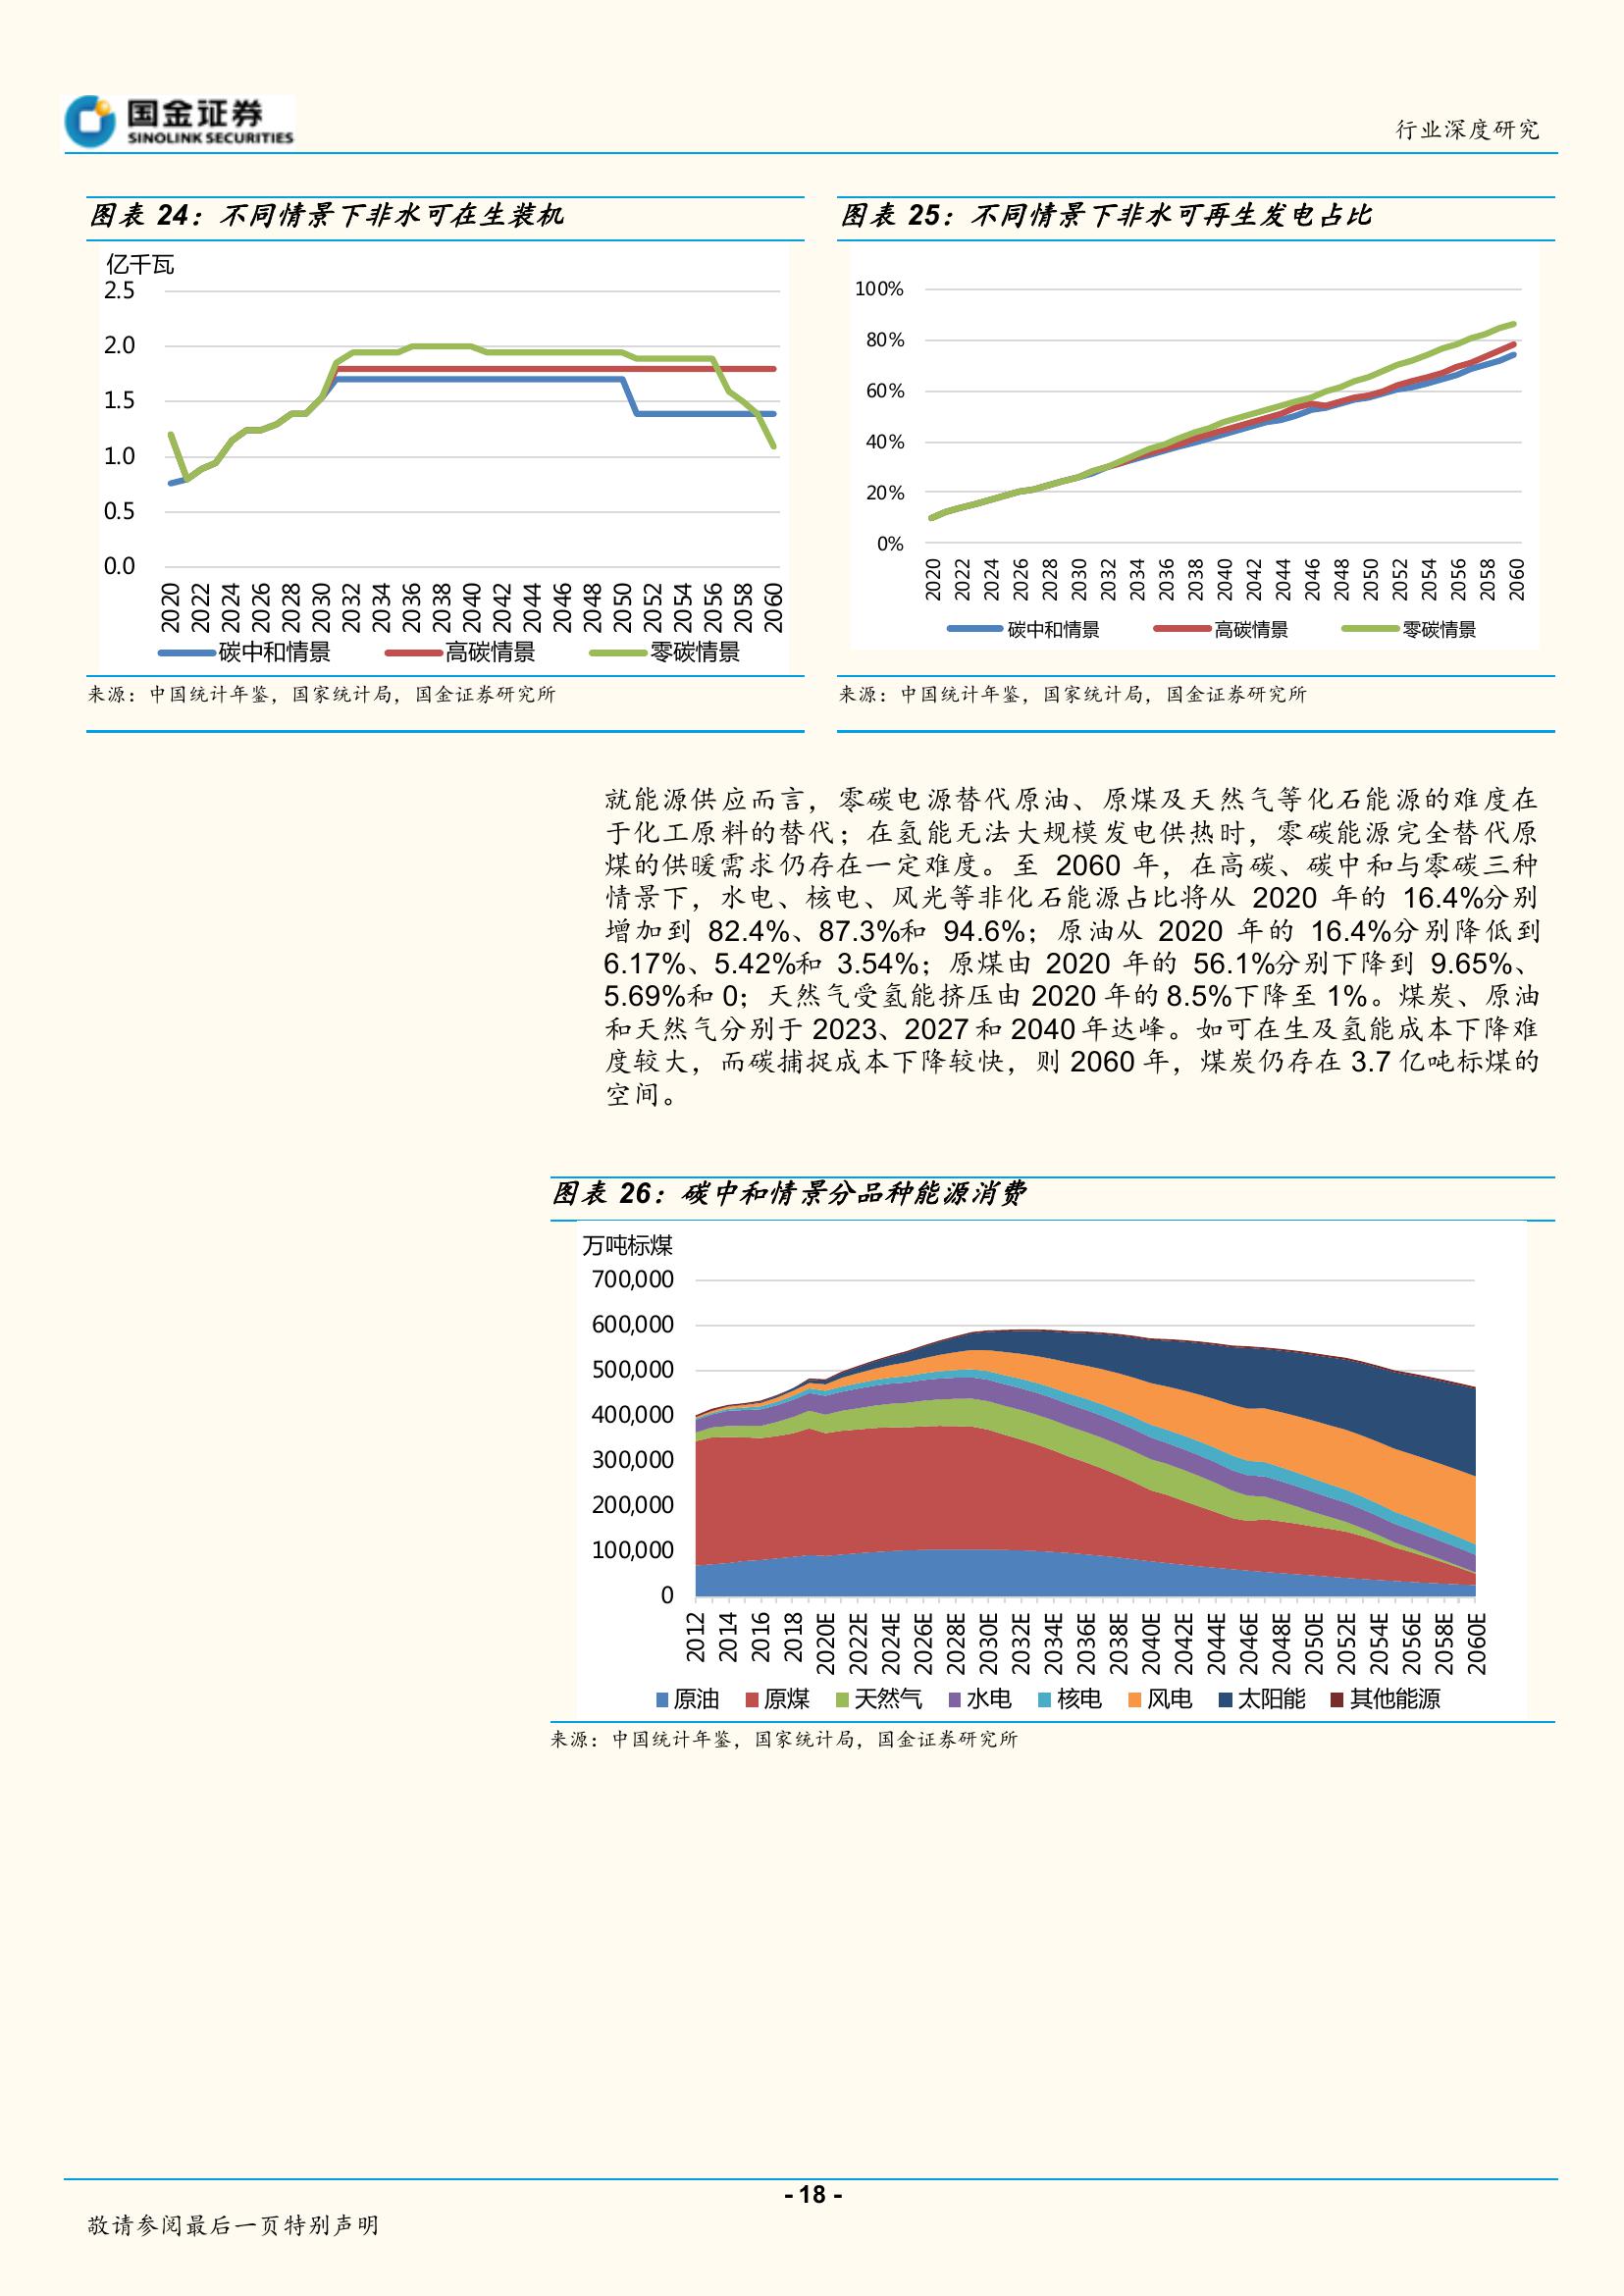 国金证券
SINOLINK SECURITIES
行业深度研究
图表 24：不同情景下非水可在生装机
亿千瓦
2.5
2.0
1.5
1.0
0.5
0.0
2020 2022 2024 2026 2028 2030 2032 2034 2036 2038 2040 2042 2044 2046 2048 2050 2052 2054 2056 2058 2060
碳中和情景 高碳情景 零碳情景
来源：中国统计年鉴，国家统计局，国金证券研究所
图表 25：不同情景下非水可再生发电占比
100%
80%
60%
40%
20%
0%
2020 2022 2024 2026 2028 2030 2032 2034 2036 2038 2040 2042 2044 2046 2048 2050 2052 2054 2056 2058 2060
碳中和情景 高碳情景 零碳情景
来源：中国统计年鉴，国家统计局，国金证券研究所
就能源供应而言，零碳电源替代原油、原煤及天然气等化石能源的难度在
于化工原料的替代；在氢能无法大规模发电供热时，零碳能源完全替代原
煤的供暖需求仍存在一定难度。至 2060 年，在高碳、碳中和与零碳三种
情景下，水电、核电、风光等非化石能源占比将从 2020 年的 16.4%分别
增加到 82.4%、87.3%和 94.6%；原油从 2020 年的 16.4%分别降低到
6.17%、5.42%和 3.54%；原煤由 2020 年的 56.1%分别下降到 9.65%、
5.69%和 0；天然气受氢能挤压由 2020 年的 8.5%下降至 1%。煤炭、原油
和天然气分别于 2023、2027 和 2040 年达峰。如可在生及氢能成本下降难
度较大，而碳捕捉成本下降较快，则 2060 年，煤炭仍存在 3.7 亿吨标煤的
空间。
图表 26：碳中和情景分品种能源消费
万吨标煤
700,000
600,000
500,000
400,000
300,000
200,000
100,000
0
2012 2014 2016 2018 2020E 2022E 2024E 2026E 2028E 2030E 2032E 2034E 2036E 2038E 2040E 2042E 2044E 2046E 2048E 2050E 2052E 2054E 2056E 2058E 2060E
原油 原煤 天然气 水电 核电 风电 太阳能 其他能源
来源：中国统计年鉴，国家统计局，国金证券研究所
- 18 -
敬请参阅最后一页特别声明